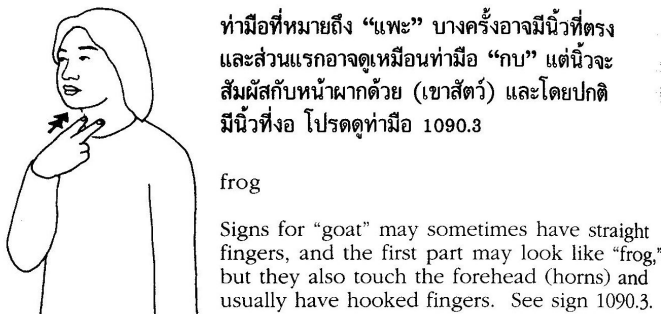 ท่ามือที่หมายถึง “แพะ” บางครั้งอาจมีนิ้วที่ตรง
และส่วนแรกอาจดูเหมือนท่ามือ “กบ” แต่นิ้วจะ
สัมผัสกับหน้าผากด้วย (เขาสัตว์) และโดยปกติ
มีนิ้วที่งอ โปรดดูท่ามือ 1090.3
frog
Signs for “goat” may sometimes have straight
fingers, and the first part may look like “frog,”
but they also touch the forehead (horns) and
usually have hooked fingers. See sign 1090.3.